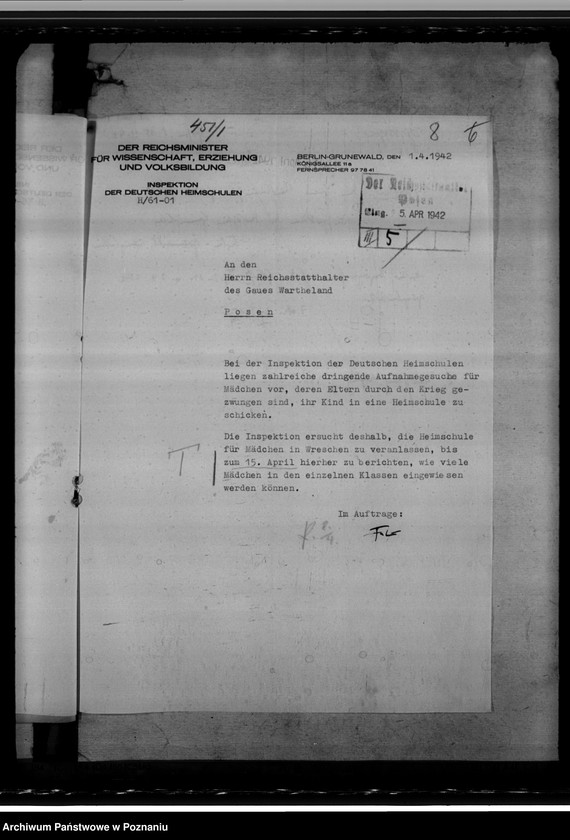 451/1
8 6
DER REICHSMINISTER
FÜR WISSENSCHAFT, ERZIEHUNG
UND VOLKSBILDUNG
INSPEKTION
DER DEUTSCHEN HEIMSCHULEN
H/61-01
BERLIN-GRUNEWALD, DEN 1.4.1942
KÖNIGSALLEE 11a
FERNSPRECHER 97 78 41
Der Reichsstatthalter
Posen
Eing. 5. APR 1942
III 5
An den
Herrn Reichsstatthalter
des Gaues Wartheland
P o s e n
Bei der Inspektion der Deutschen Heimschulen
liegen zahlreiche dringende Aufnahmegesuche für
Mädchen vor, deren Eltern durch den Krieg ge-
zwungen sind, ihr Kind in eine Heimschule zu
schicken.
Die Inspektion ersucht deshalb, die Heimschule
für Mädchen in Wreschen zu veranlassen, bis
zum 15. April hierher zu berichten, wie viele
Mädchen in den einzelnen Klassen eingewiesen
werden können.
T
Im Auftrage:
Archiwum Państwowe w Poznaniu